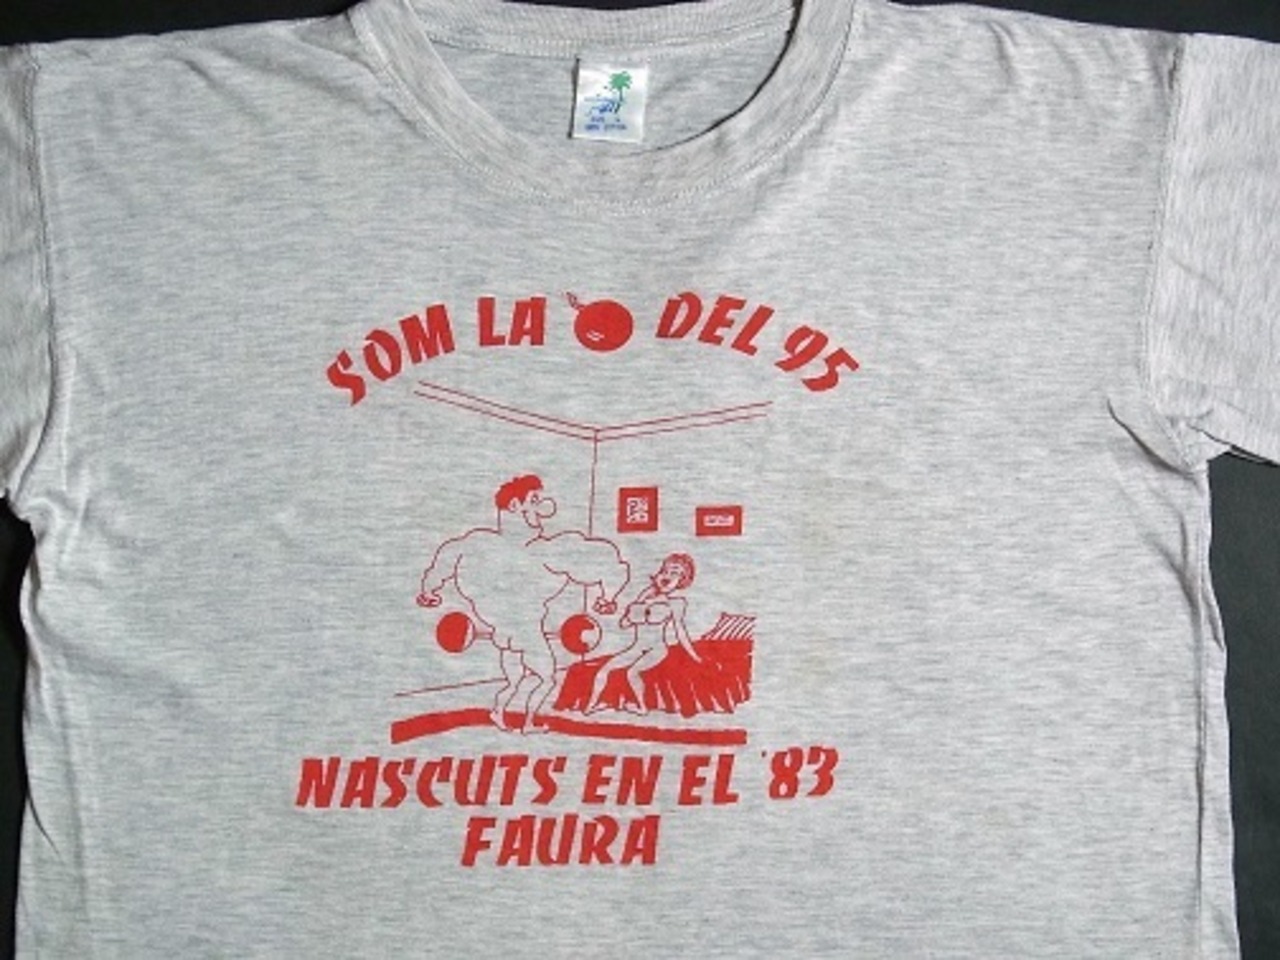 SOM LA DEL 95
NASCUTS EN EL '83
FAURA